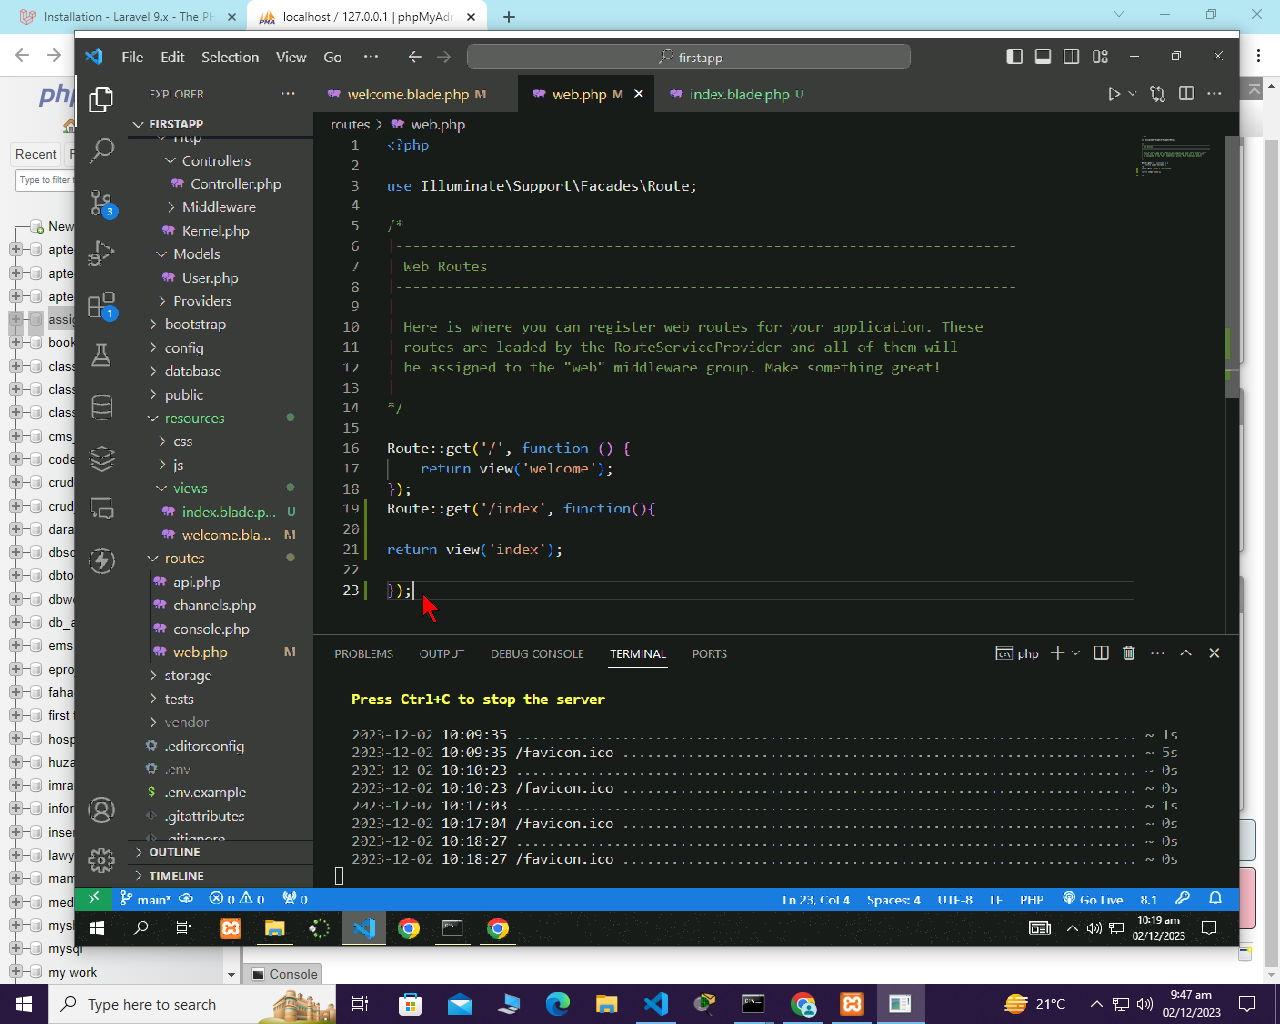 Installation - Laravel 9.x - The PH
localhost / 127.0.0.1 | phpMyAdm
File Edit Selection View Go
firstapp
EXPLORER
welcome.blade.php M
web.php M
index.blade.php U
FIRSTAPP
routes > web.php
Http
Controllers
Controller.php
Middleware
Kernel.php
Models
User.php
Providers
bootstrap
config
database
public
resources
css
js
views
index.blade.p... U
welcome.bla... M
routes
api.php
channels.php
console.php
web.php M
storage
tests
vendor
.editorconfig
.env
$ .env.example
.gitattributes
.gitignore
OUTLINE
TIMELINE
1 <?php
2
3 use Illuminate\Support\Facades\Route;
4
5 /*
6 |--------------------------------------------------------------------------
7 | Web Routes
8 |--------------------------------------------------------------------------
9 |
10 | Here is where you can register web routes for your application. These
11 | routes are loaded by the RouteServiceProvider and all of them will
12 | be assigned to the "web" middleware group. Make something great!
13 |
14 */
15
16 Route::get('/', function () {
17 return view('welcome');
18 });
19 Route::get('/index', function(){
20
21 return view('index');
22
23 });
PROBLEMS OUTPUT DEBUG CONSOLE TERMINAL PORTS
php
Press Ctrl+C to stop the server
2023-12-02 10:09:35 ........................................................................... ~ 1s
2023-12-02 10:09:35 /favicon.ico .............................................................. ~ 5s
2023-12-02 10:10:23 ........................................................................... ~ 0s
2023-12-02 10:10:23 /favicon.ico .............................................................. ~ 0s
2023-12-02 10:17:03 ........................................................................... ~ 1s
2023-12-02 10:17:04 /favicon.ico .............................................................. ~ 0s
2023-12-02 10:18:27 ........................................................................... ~ 0s
2023-12-02 10:18:27 /favicon.ico .............................................................. ~ 0s
main* 0 0 0
Ln 23, Col 4 Spaces: 4 UTF-8 LF PHP Go Live 8.1
3
1
10:19 am
02/12/2023
php
Recent F
Type to filter t
New
apte
apte
apte
assig
book
class
class
class
cms_
code
crud
crud_
dara
dbsc
dbto
dbwe
db_a
ems
epro
faha
first t
hosp
huza
imra
infor
inser
lawy
mam
med
mysl
mysql
my work
Console
Type here to search
21°C
9:47 am
02/12/2023